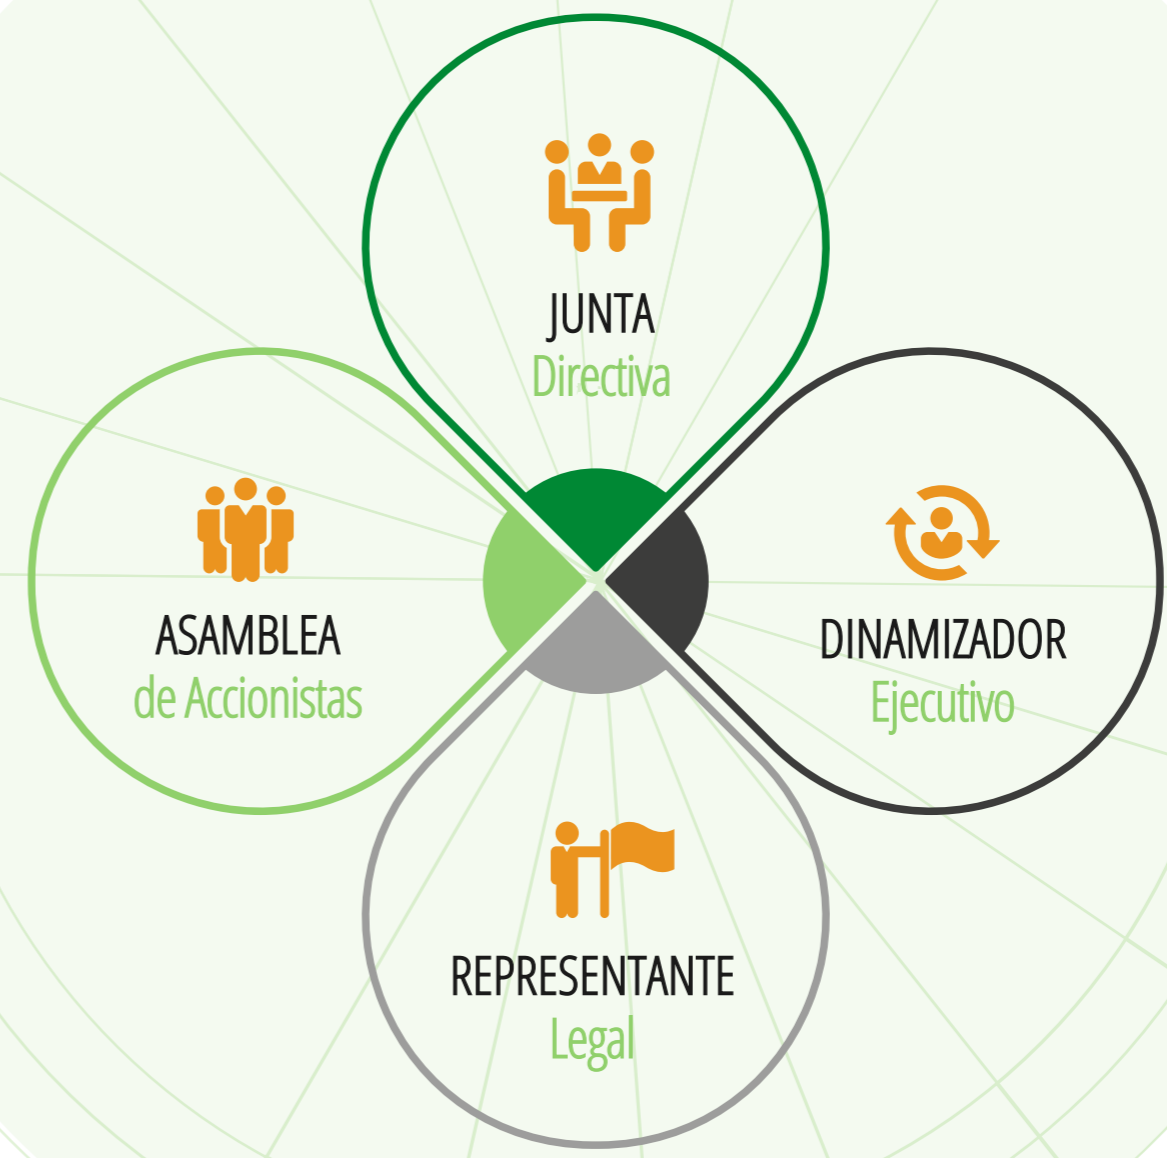 JUNTA
Directiva
ASAMBLEA
de Accionistas
DINAMIZADOR
Ejecutivo
REPRESENTANTE
Legal